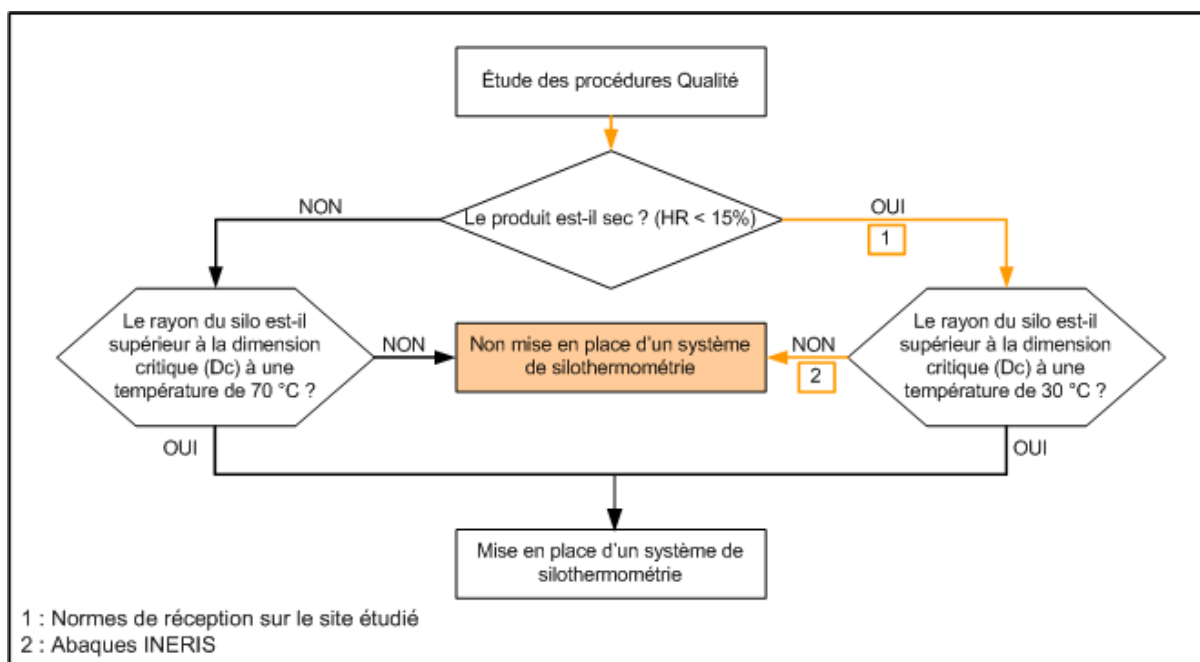 Étude des procédures Qualité
Le produit est-il sec ? (HR < 15%)
NON
OUI
1
Le rayon du silo est-il
supérieur à la dimension
critique (Dc) à une
température de 70 °C ?
NON
Non mise en place d'un système
de silothermométrie
NON
2
Le rayon du silo est-il
supérieur à la dimension
critique (Dc) à une
température de 30 °C ?
OUI
OUI
Mise en place d'un système de
silothermométrie
1 : Normes de réception sur le site étudié
2 : Abaques INERIS